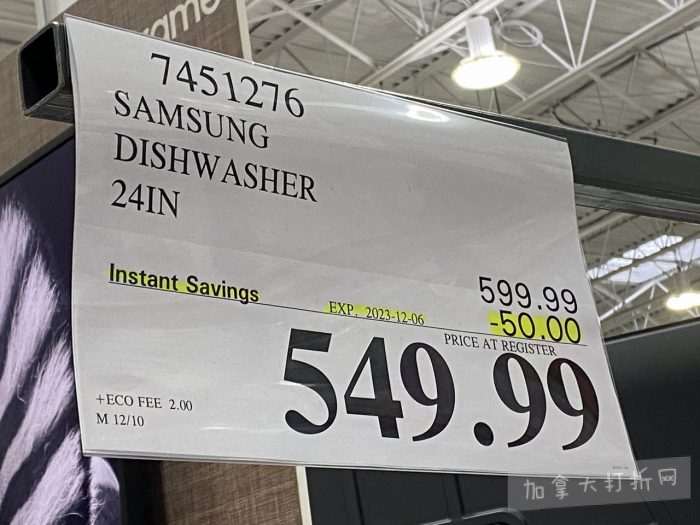 ame
7451276
SAMSUNG
DISHWASHER
24IN
599.99
Instant Savings
EXP. 2023-12-06 -50.00
PRICE AT REGISTER
549.99
+ECO FEE 2.00
M 12/10
加拿大打折网